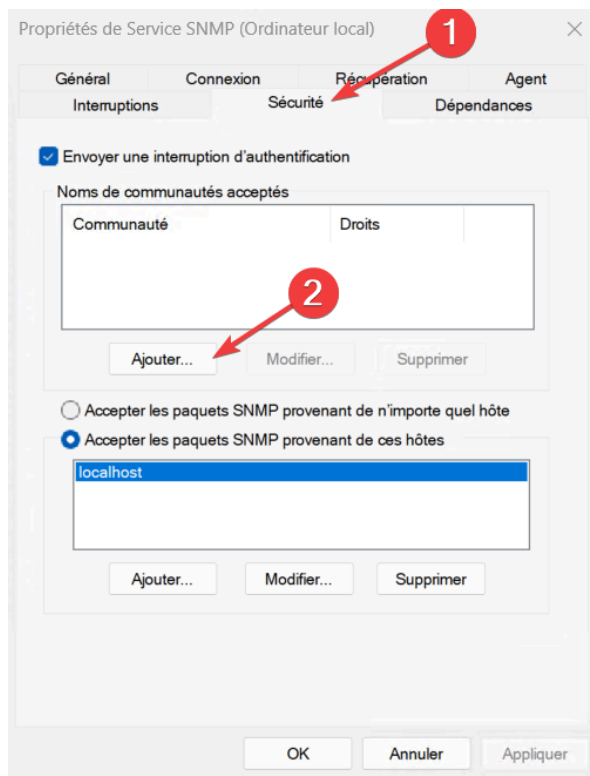 Propriétés de Service SNMP (Ordinateur local)
1
Général Connexion Récupération Agent
Interruptions Sécurité Dépendances
Envoyer une interruption d'authentification
Noms de communautés acceptés
Communauté Droits
2
Ajouter... Modifier... Supprimer
Accepter les paquets SNMP provenant de n'importe quel hôte
Accepter les paquets SNMP provenant de ces hôtes
localhost
Ajouter... Modifier... Supprimer
OK Annuler Appliquer